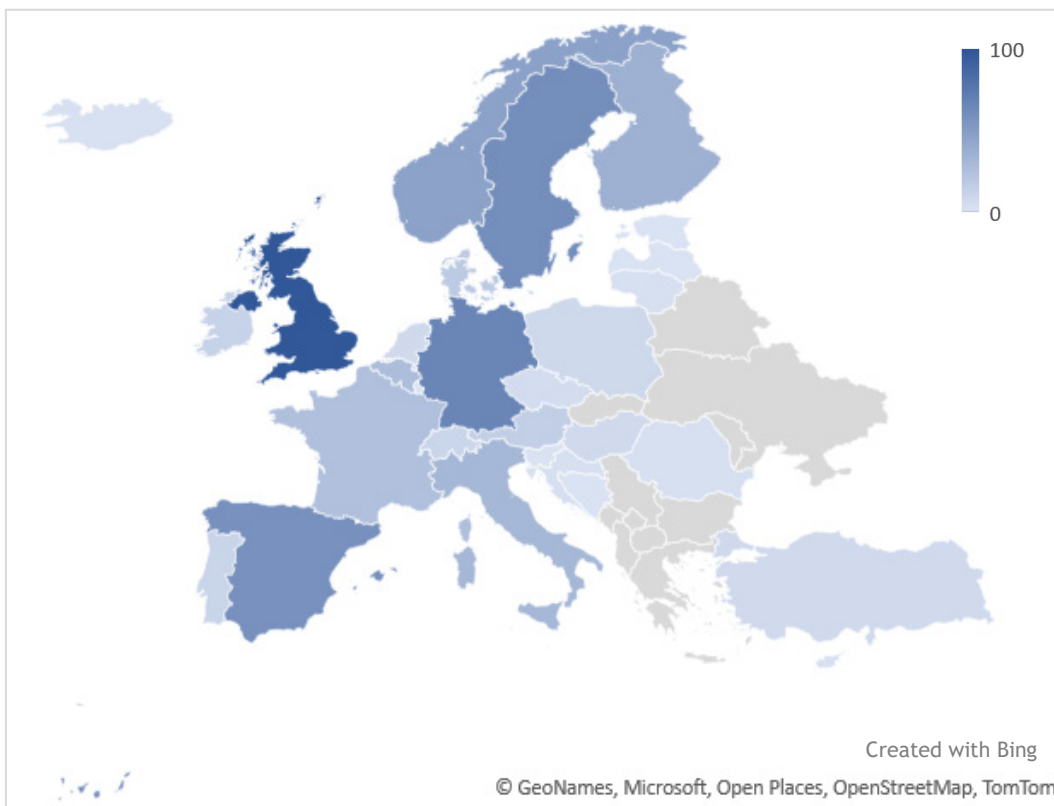 100
0
Created with Bing
© GeoNames, Microsoft, Open Places, OpenStreetMap, TomTom